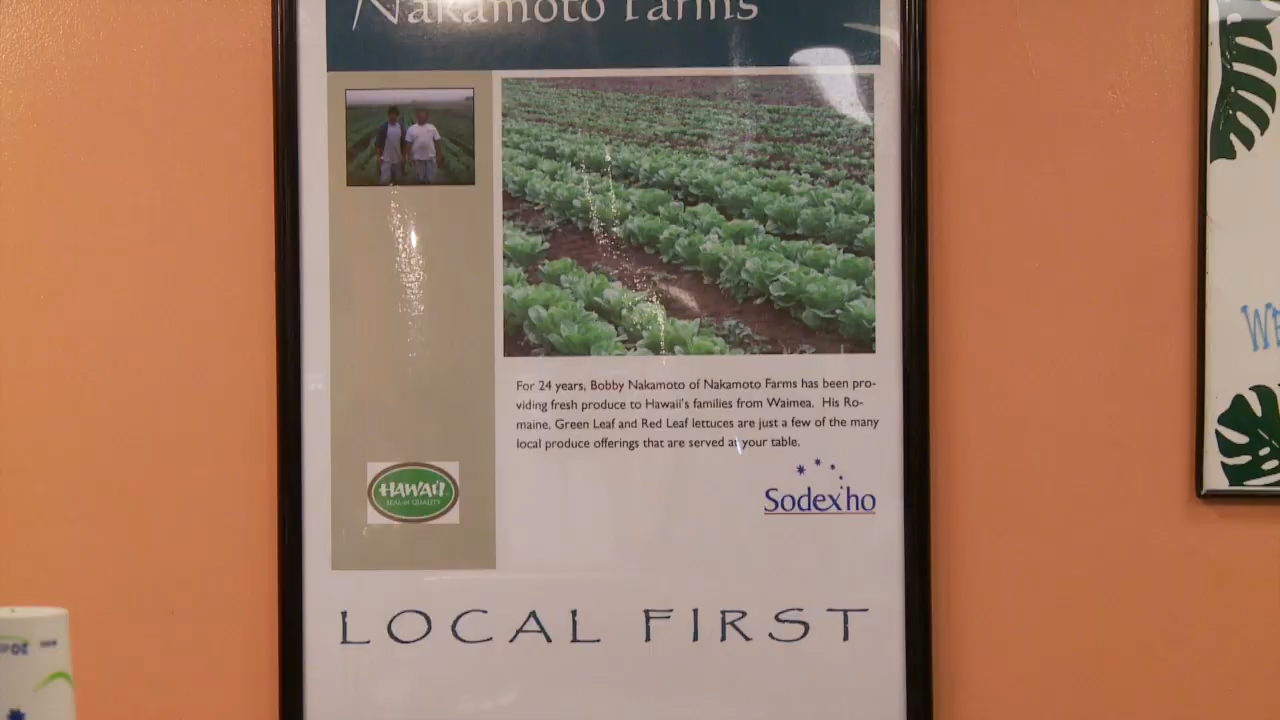 Nakamoto Farms
For 24 years, Bobby Nakamoto of Nakamoto Farms has been pro-
viding fresh produce to Hawaii's families from Waimea. His Ro-
maine, Green Leaf and Red Leaf lettuces are just a few of the many
local produce offerings that are served at your table.
HAWAI'I
SEAL OF QUALITY
Sodexho
LOCAL FIRST